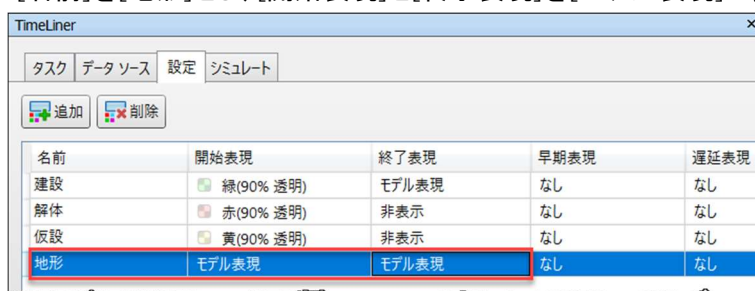 TimeLiner
タスク データ ソース 設定 シミュレート
追加 削除
名前 開始表現 終了表現 早期表現 遅延表現
建設 緑(90% 透明) モデル表現 なし なし
解体 赤(90% 透明) 非表示 なし なし
仮設 黄(90% 透明) 非表示 なし なし
地形 モデル表現 モデル表現 なし なし